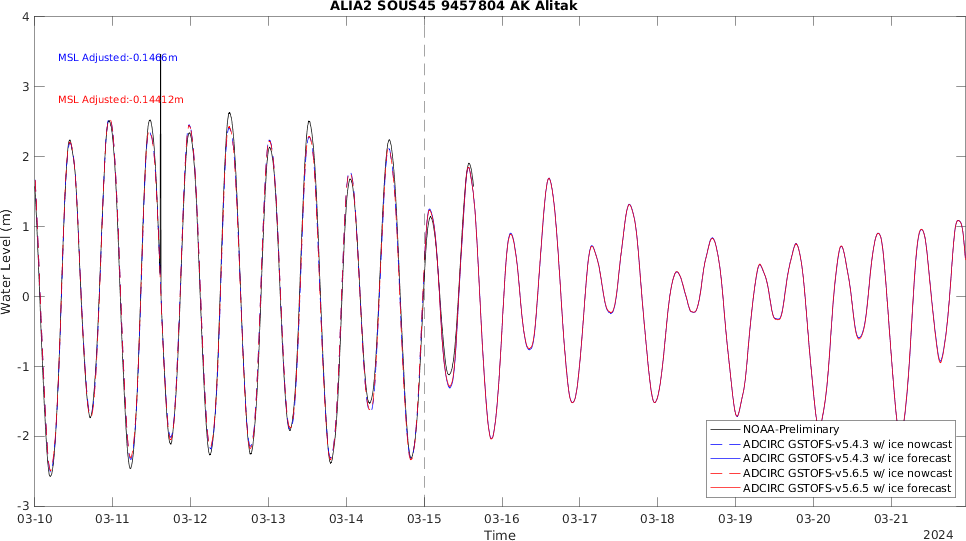 ALIA2 SOUS45 9457804 AK Alitak
4
3
2
1
0
-1
-2
-3
Water Level (m)
MSL Adjusted:-0.1466m
MSL Adjusted:-0.14412m
NOAA-Preliminary
ADCIRC GSTOFS-v5.4.3 w/ ice nowcast
ADCIRC GSTOFS-v5.4.3 w/ ice forecast
ADCIRC GSTOFS-v5.6.5 w/ ice nowcast
ADCIRC GSTOFS-v5.6.5 w/ ice forecast
03-10 03-11 03-12 03-13 03-14 03-15 03-16 03-17 03-18 03-19 03-20 03-21
Time
2024